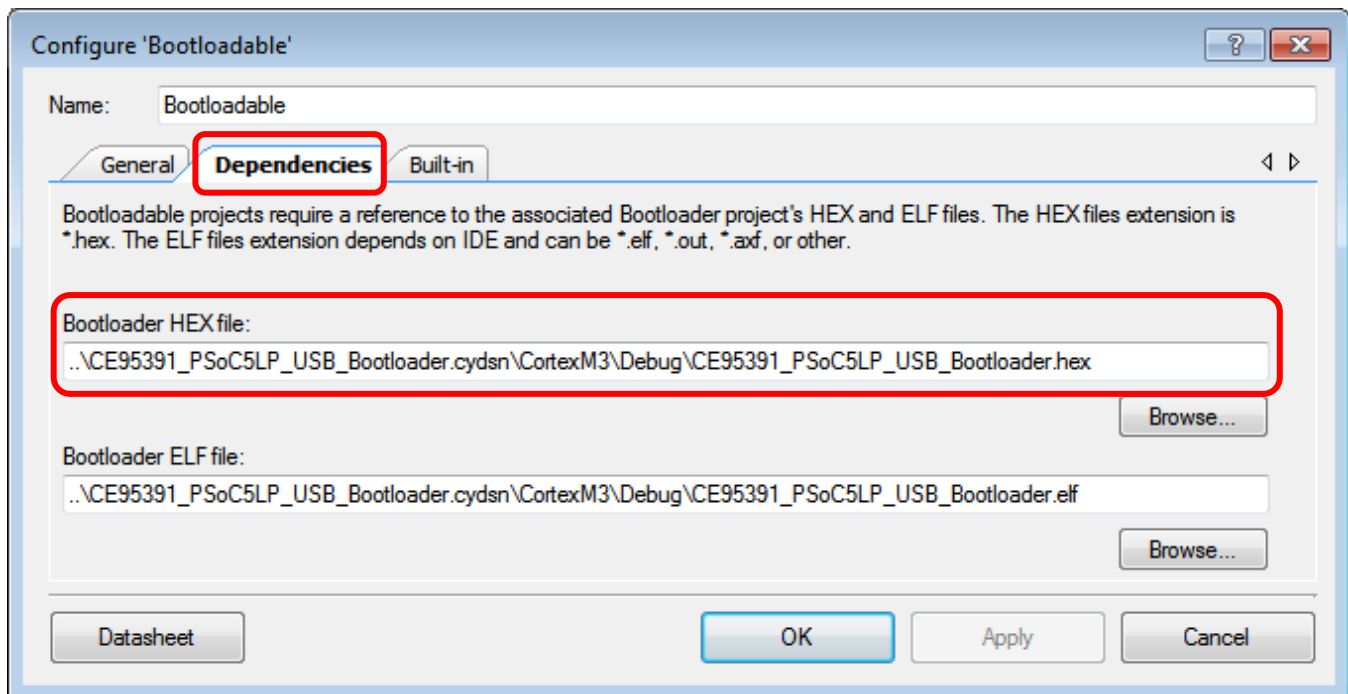 Configure 'Bootloadable'
?
Name: Bootloadable
General Dependencies Built-in
Bootloadable projects require a reference to the associated Bootloader project's HEX and ELF files. The HEX files extension is
*.hex. The ELF files extension depends on IDE and can be *.elf, *.out, *.axf, or other.
Bootloader HEX file:
..\CE95391_PSoC5LP_USB_Bootloader.cydsn\CortexM3\Debug\CE95391_PSoC5LP_USB_Bootloader.hex
Browse...
Bootloader ELF file:
..\CE95391_PSoC5LP_USB_Bootloader.cydsn\CortexM3\Debug\CE95391_PSoC5LP_USB_Bootloader.elf
Browse...
Datasheet OK Apply Cancel